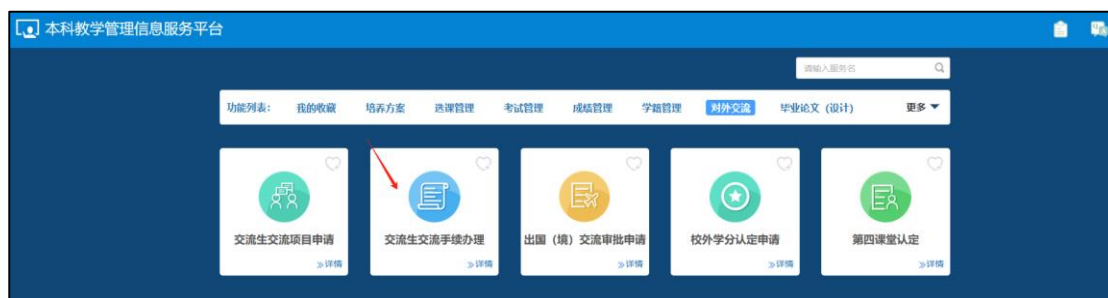 本科教学管理信息服务平台
请输入服务名
功能列表: 我的收藏 培养方案 选课管理 考试管理 成绩管理 学籍管理 对外交流 毕业论文（设计） 更多
交流生交流项目申请 交流生交流手续办理 出国（境）交流审批申请 校外学分认定申请 第四课堂认定
»详情 »详情 »详情 »详情 »详情